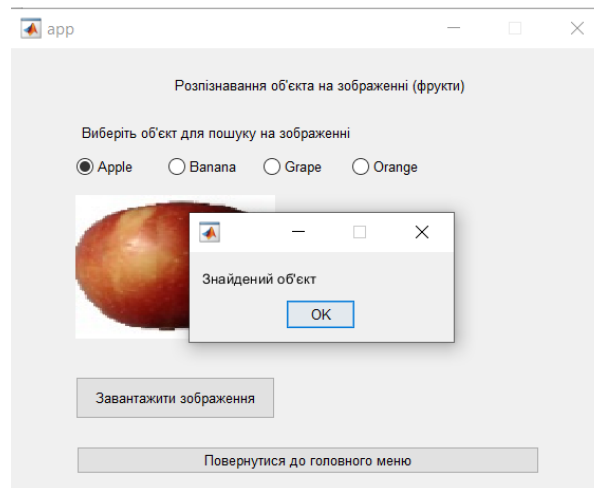 app
Розпізнавання об'єкта на зображенні (фрукти)
Виберіть об'єкт для пошуку на зображенні
Apple Banana Grape Orange
Знайдений об'єкт
OK
Завантажити зображення
Повернутися до головного меню